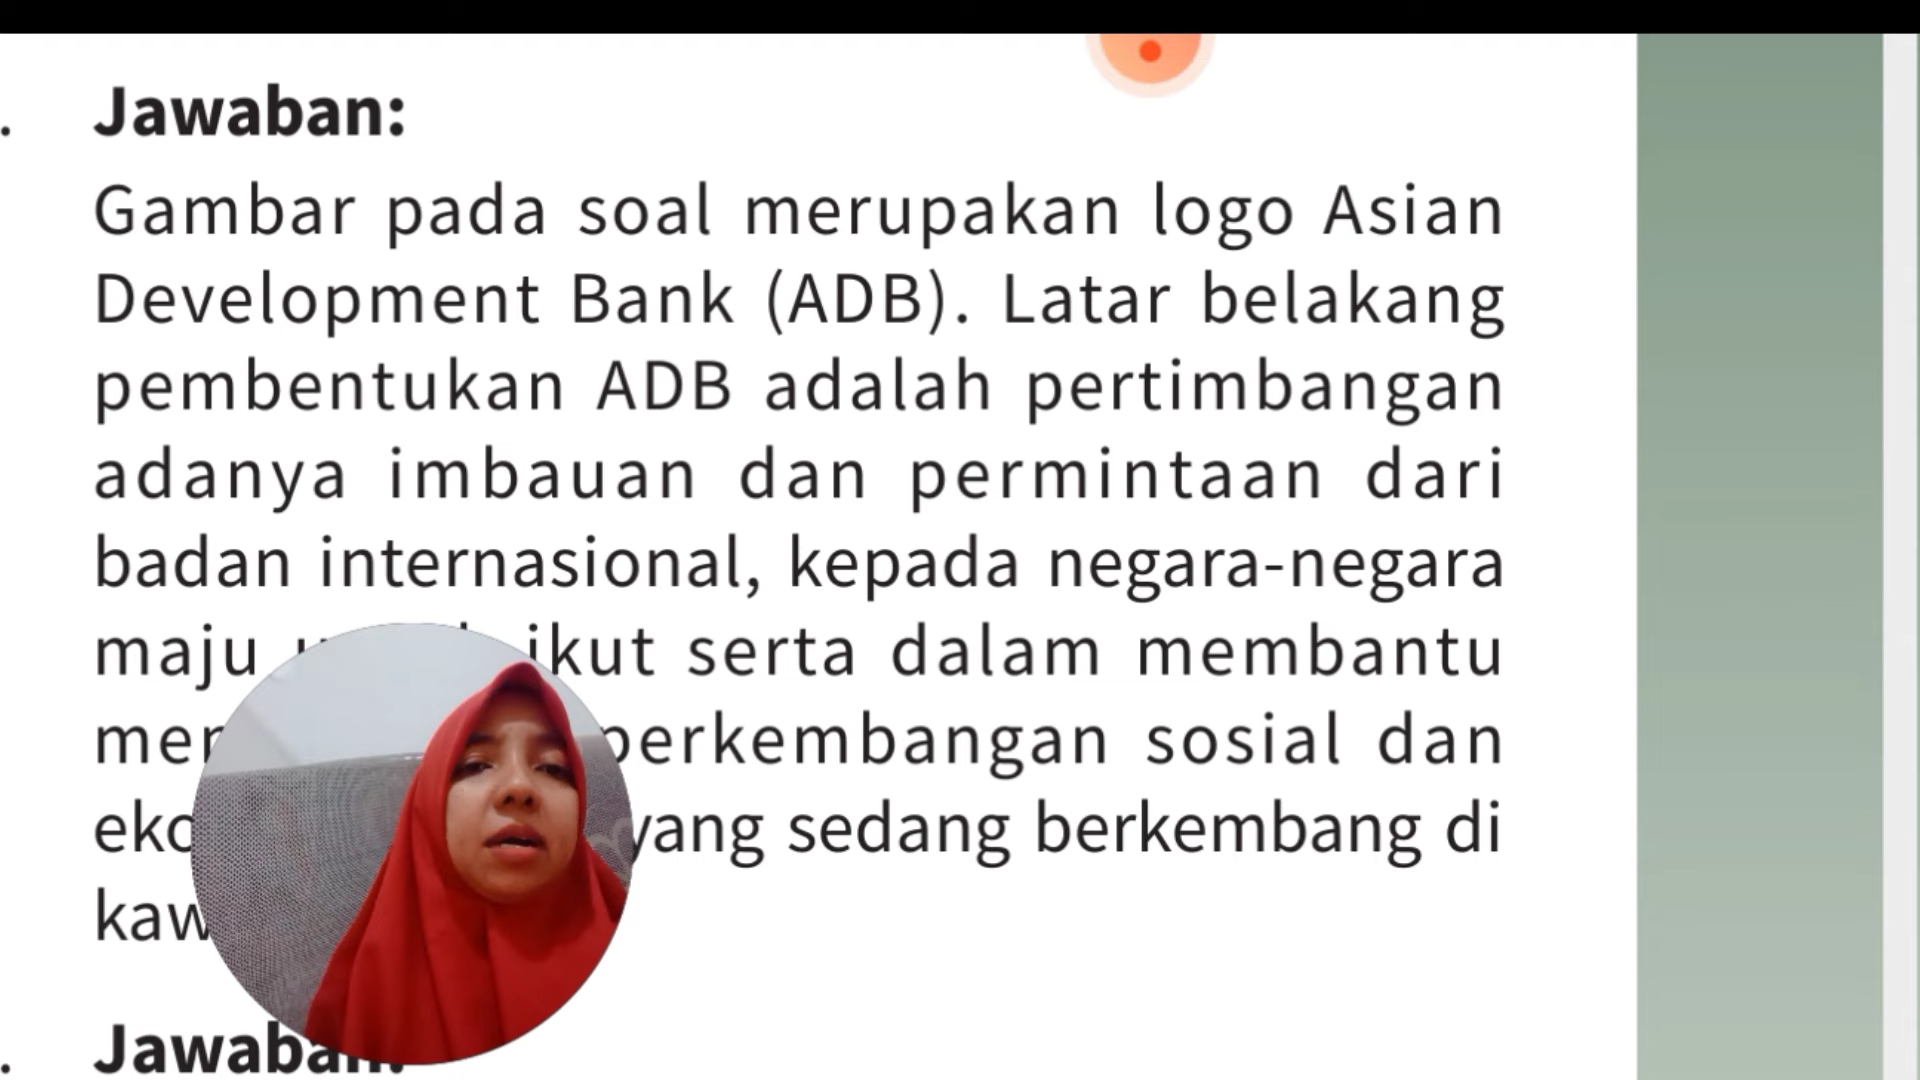 . Jawaban:
Gambar pada soal merupakan logo Asian
Development Bank (ADB). Latar belakang
pembentukan ADB adalah pertimbangan
adanya imbauan dan permintaan dari
badan internasional, kepada negara-negara
maju ikut serta dalam membantu
perkembangan sosial dan
yang sedang berkembang di
. Jawaban: